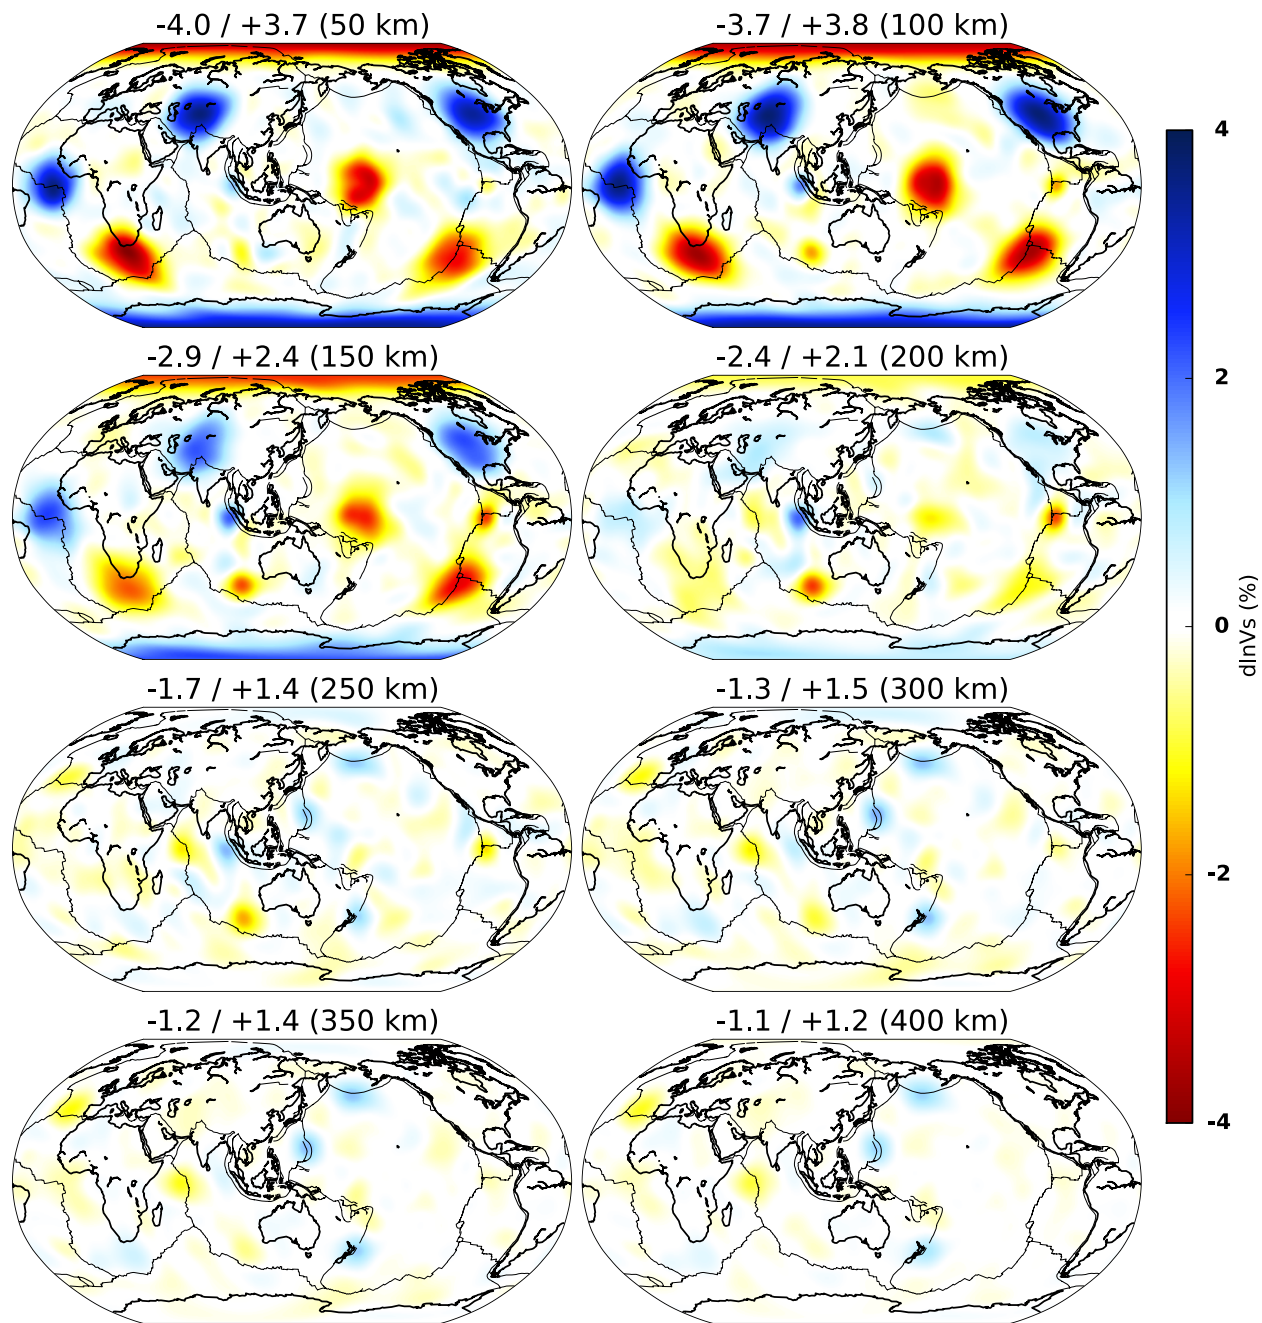 -4.0 / +3.7 (50 km)
-3.7 / +3.8 (100 km)
-2.9 / +2.4 (150 km)
-2.4 / +2.1 (200 km)
-1.7 / +1.4 (250 km)
-1.3 / +1.5 (300 km)
-1.2 / +1.4 (350 km)
-1.1 / +1.2 (400 km)
4
2
0
-2
-4
dlnVs (%)